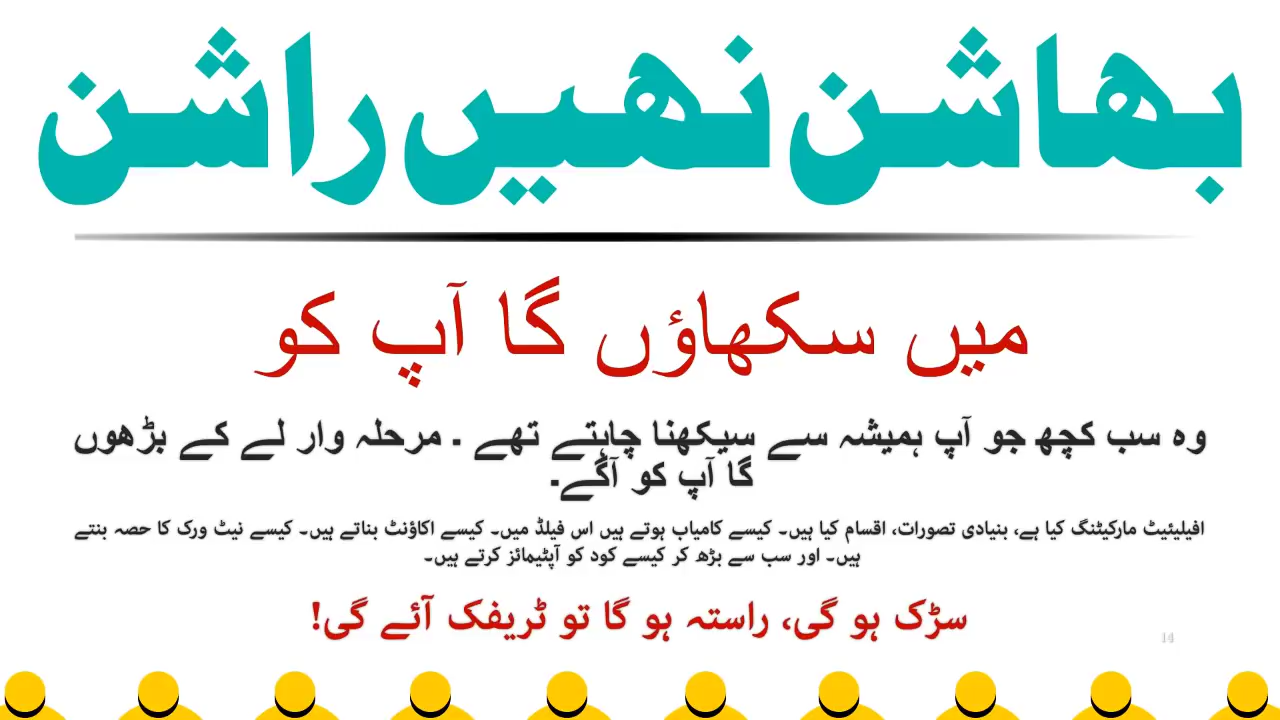 بھاشن نھیں راشن
میں سکھاؤں گا آپ کو
وہ سب کچھ جو آپ ہمیشہ سے سیکھنا چاہتے تھے ۔ مرحلہ وار لے کے بڑھوں
گا آپ کو آگے۔
افیلیئیٹ مارکیٹنگ کیا ہے، بنیادی تصورات، اقسام کیا ہیں۔ کیسے کامیاب ہوتے ہیں اس فیلڈ میں۔ کیسے اکاؤنٹ بناتے ہیں۔ کیسے نیٹ ورک کا حصہ بنتے
ہیں۔ اور سب سے بڑھ کر کیسے کود کو آپٹیمائز کرتے ہیں۔
سڑک ہو گی، راستہ ہو گا تو ٹریفک آئے گی!
14